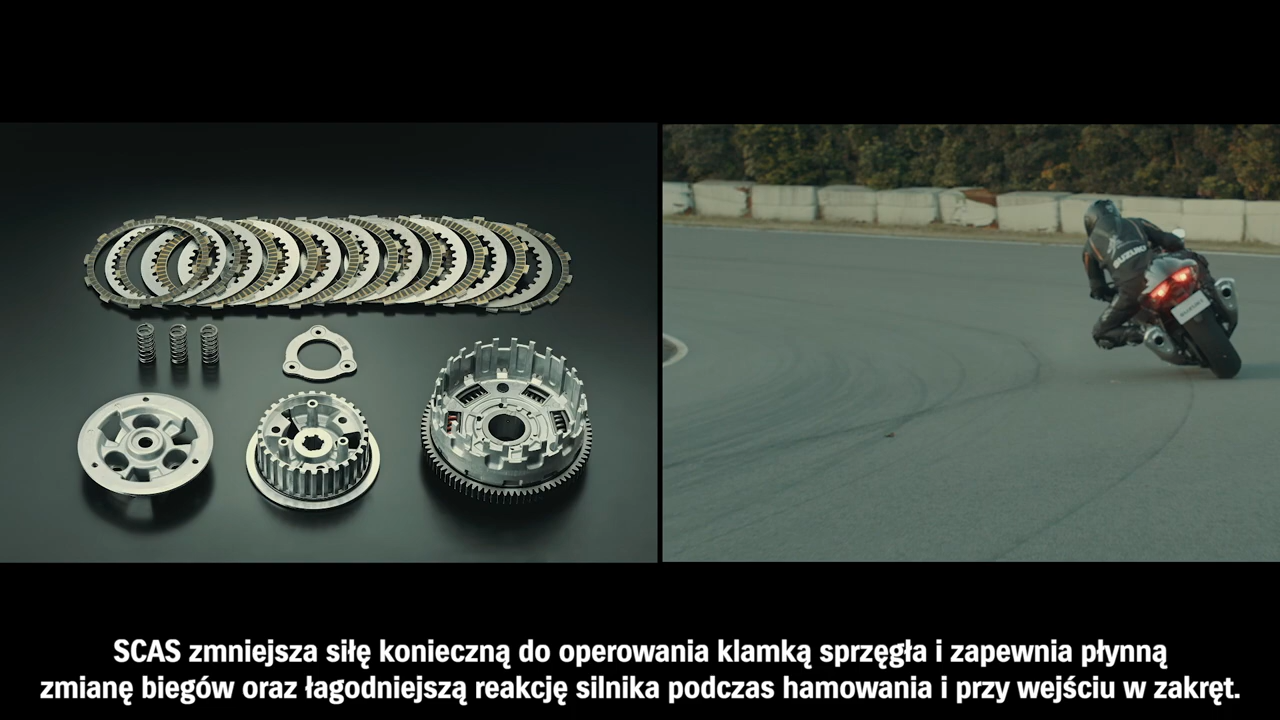 SUZUKI
SCAS zmniejsza siłę konieczną do operowania klamką sprzęgła i zapewnia płynną
zmianę biegów oraz łagodniejszą reakcję silnika podczas hamowania i przy wejściu w zakręt.